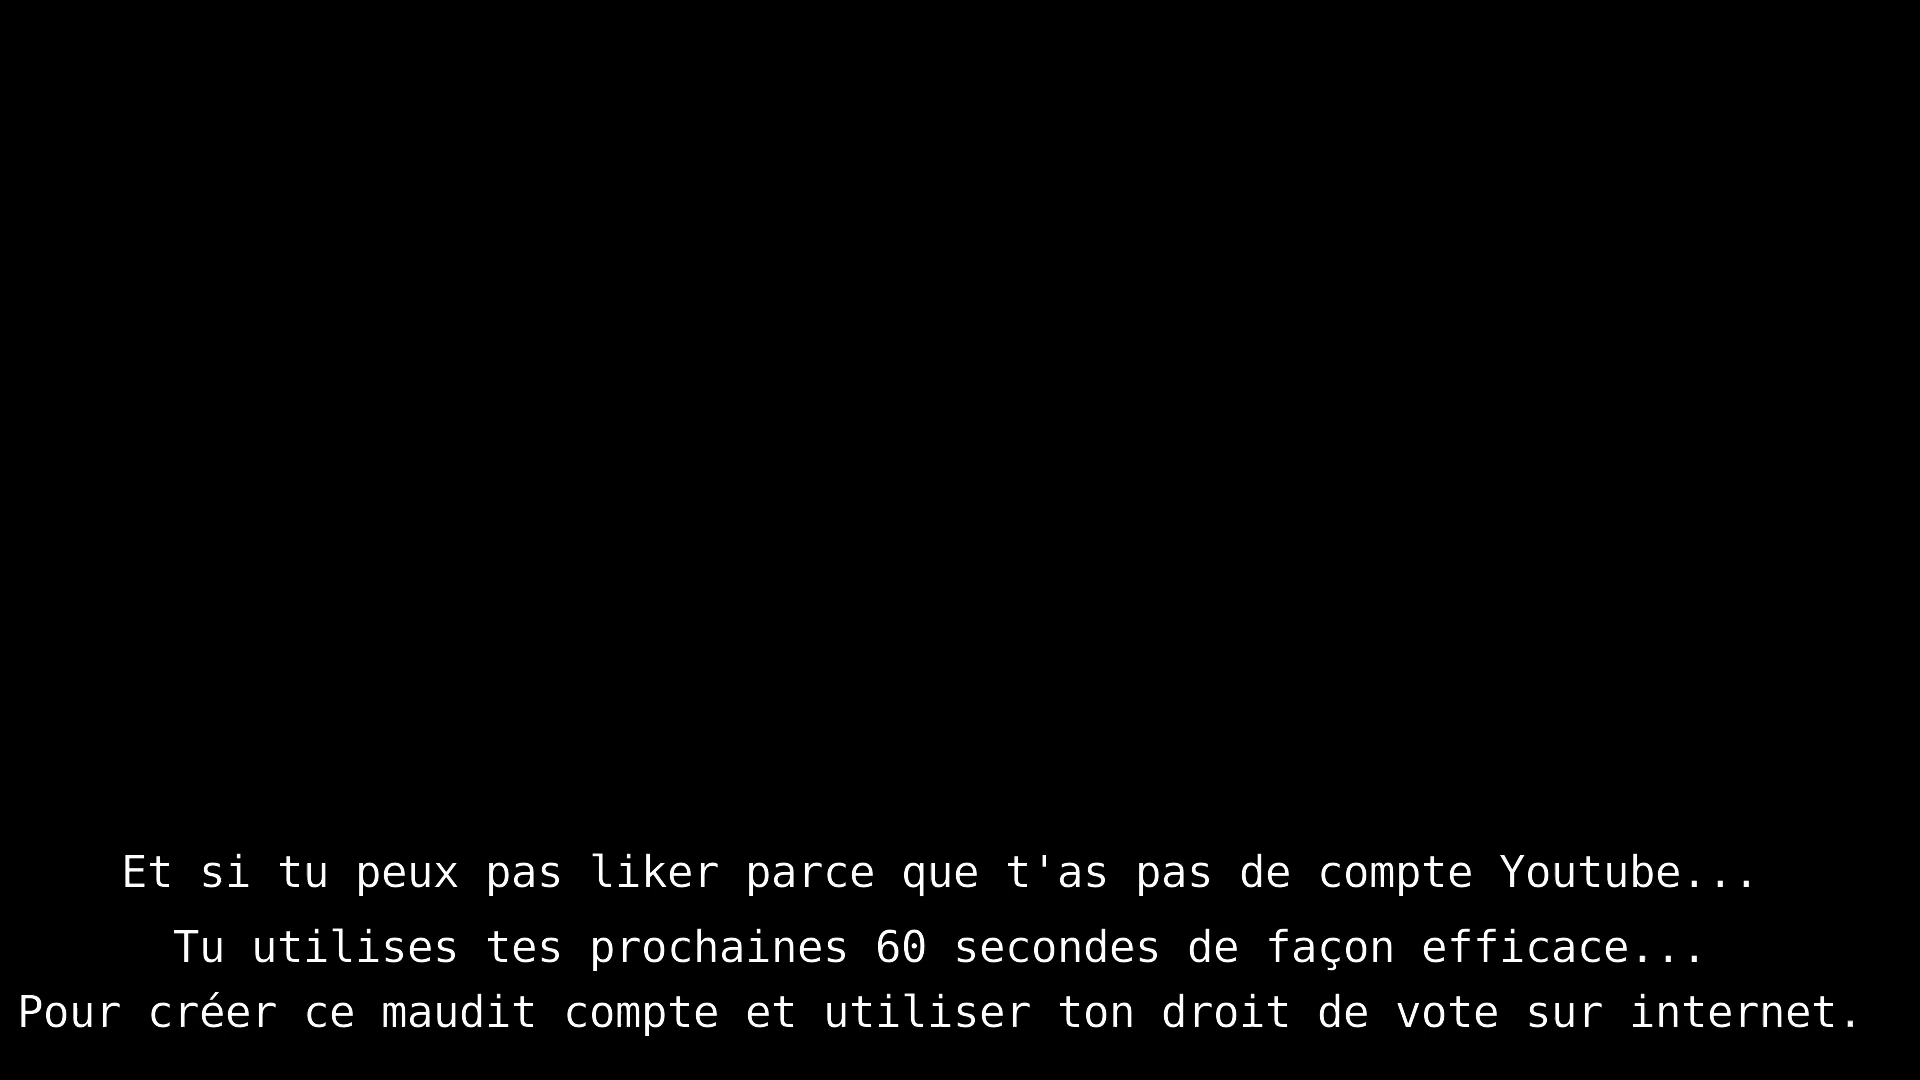 Et si tu peux pas liker parce que t'as pas de compte Youtube...
Tu utilises tes prochaines 60 secondes de façon efficace...
Pour créer ce maudit compte et utiliser ton droit de vote sur internet.